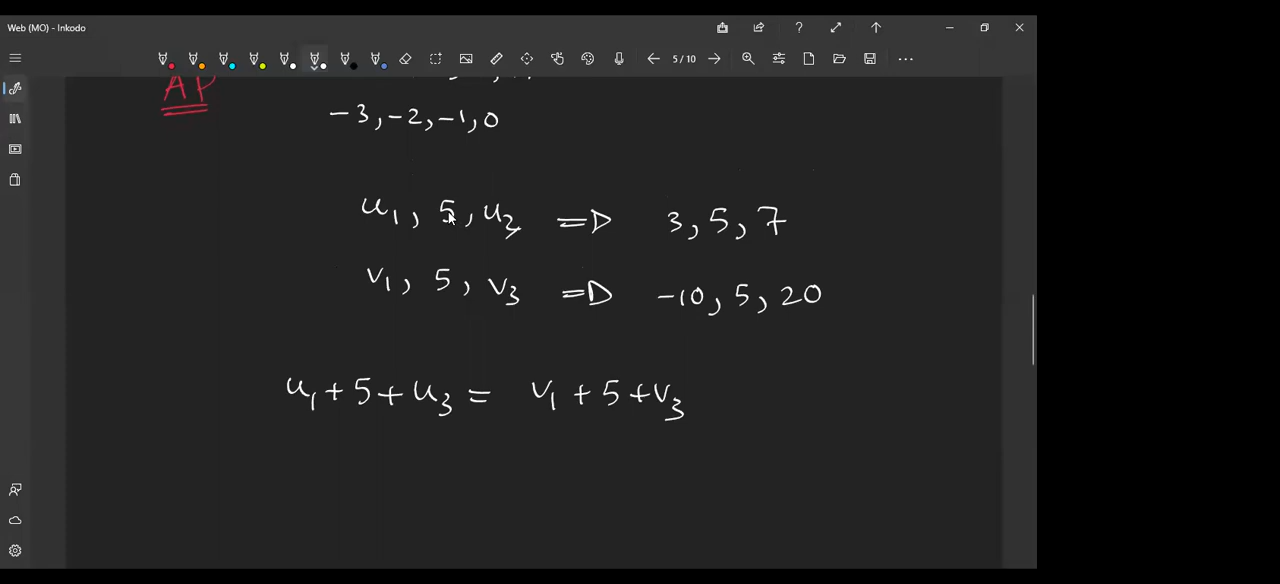 Web (MO) - Inkodo
5/10
AP
-3, -2, -1, 0
u₁, 5, u₃ ⇒ 3, 5, 7
v₁, 5, v₃ ⇒ -10, 5, 20
u₁ + 5 + u₃ = v₁ + 5 + v₃